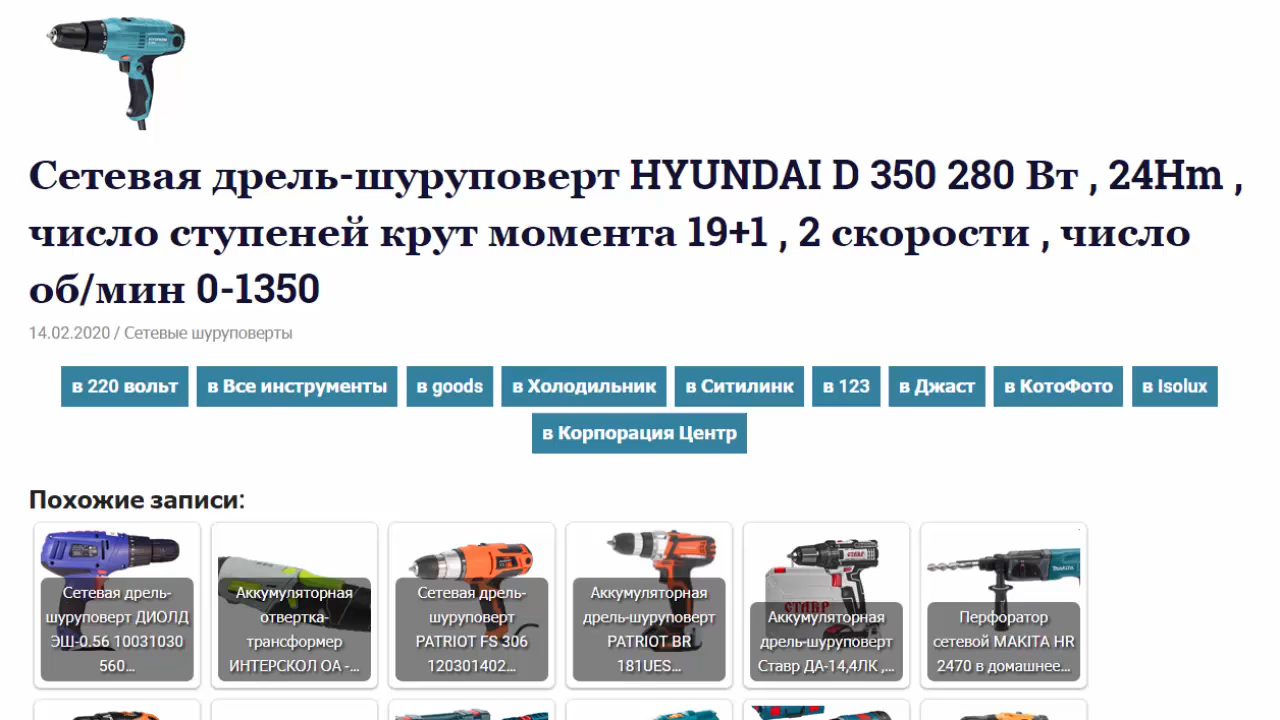 Сетевая дрель-шуруповерт HYUNDAI D 350 280 Вт , 24Hm ,
число ступеней крут момента 19+1 , 2 скорости , число
об/мин 0-1350
14.02.2020 / Сетевые шуруповерты
в 220 вольт
в Все инструменты
в goods
в Холодильник
в Ситилинк
в 123
в Джаст
в КотоФото
в Isolux
в Корпорация Центр
Похожие записи:
Сетевая дрель-
шуруповерт ДИОЛД
ЭШ-0.56 10031030
560...
Аккумуляторная
отвертка-
трансформер
ИНТЕРСКОЛ ОА -...
Сетевая дрель-
шуруповерт
PATRIOT FS 306
120301402...
Аккумуляторная
дрель-шуруповерт
PATRIOT BR
181UES...
СТАВР
СТАВР
Аккумуляторная
дрель-шуруповерт
Ставр ДА-14,4ЛК ,...
Makita
Перфоратор
сетевой MAKITA HR
2470 в домашнее...